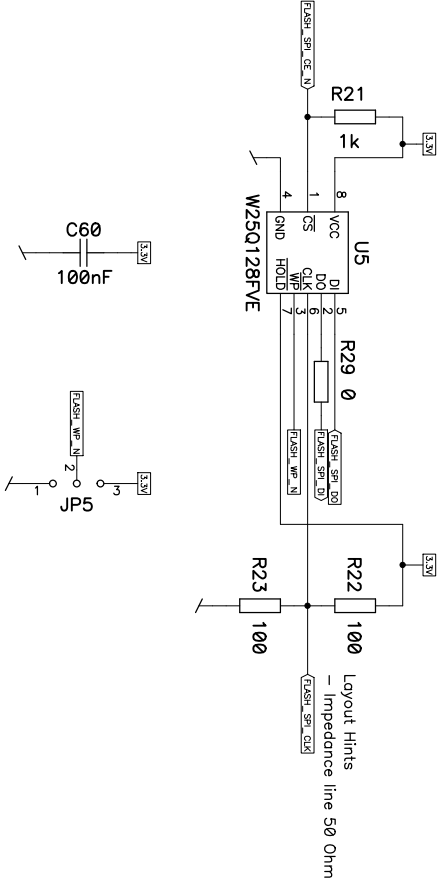 FLASH_SPI_CE_N
R21
1k
3.3V
4
1
8
GND
CS
VCC
U5
W25Q128FVE
HOLD
WP
CLK
DO
DI
7
3
6
2
5
R29
0
FLASH_WP_N
FLASH_SPI_DI
FLASH_SPI_DO
3.3V
R23
100
R22
100
FLASH_SPI_CLK
Layout Hints
- Impedance line 50 Ohm
C60
100nF
3.3V
FLASH_WP_N
1
2
3
JP5
3.3V